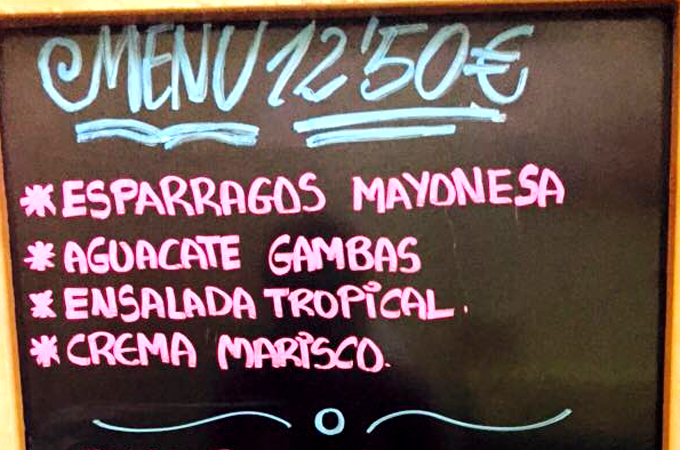 MENU 12'50€
* ESPARRAGOS MAYONESA
* AGUACATE GAMBAS
* ENSALADA TROPICAL.
* CREMA MARISCO.